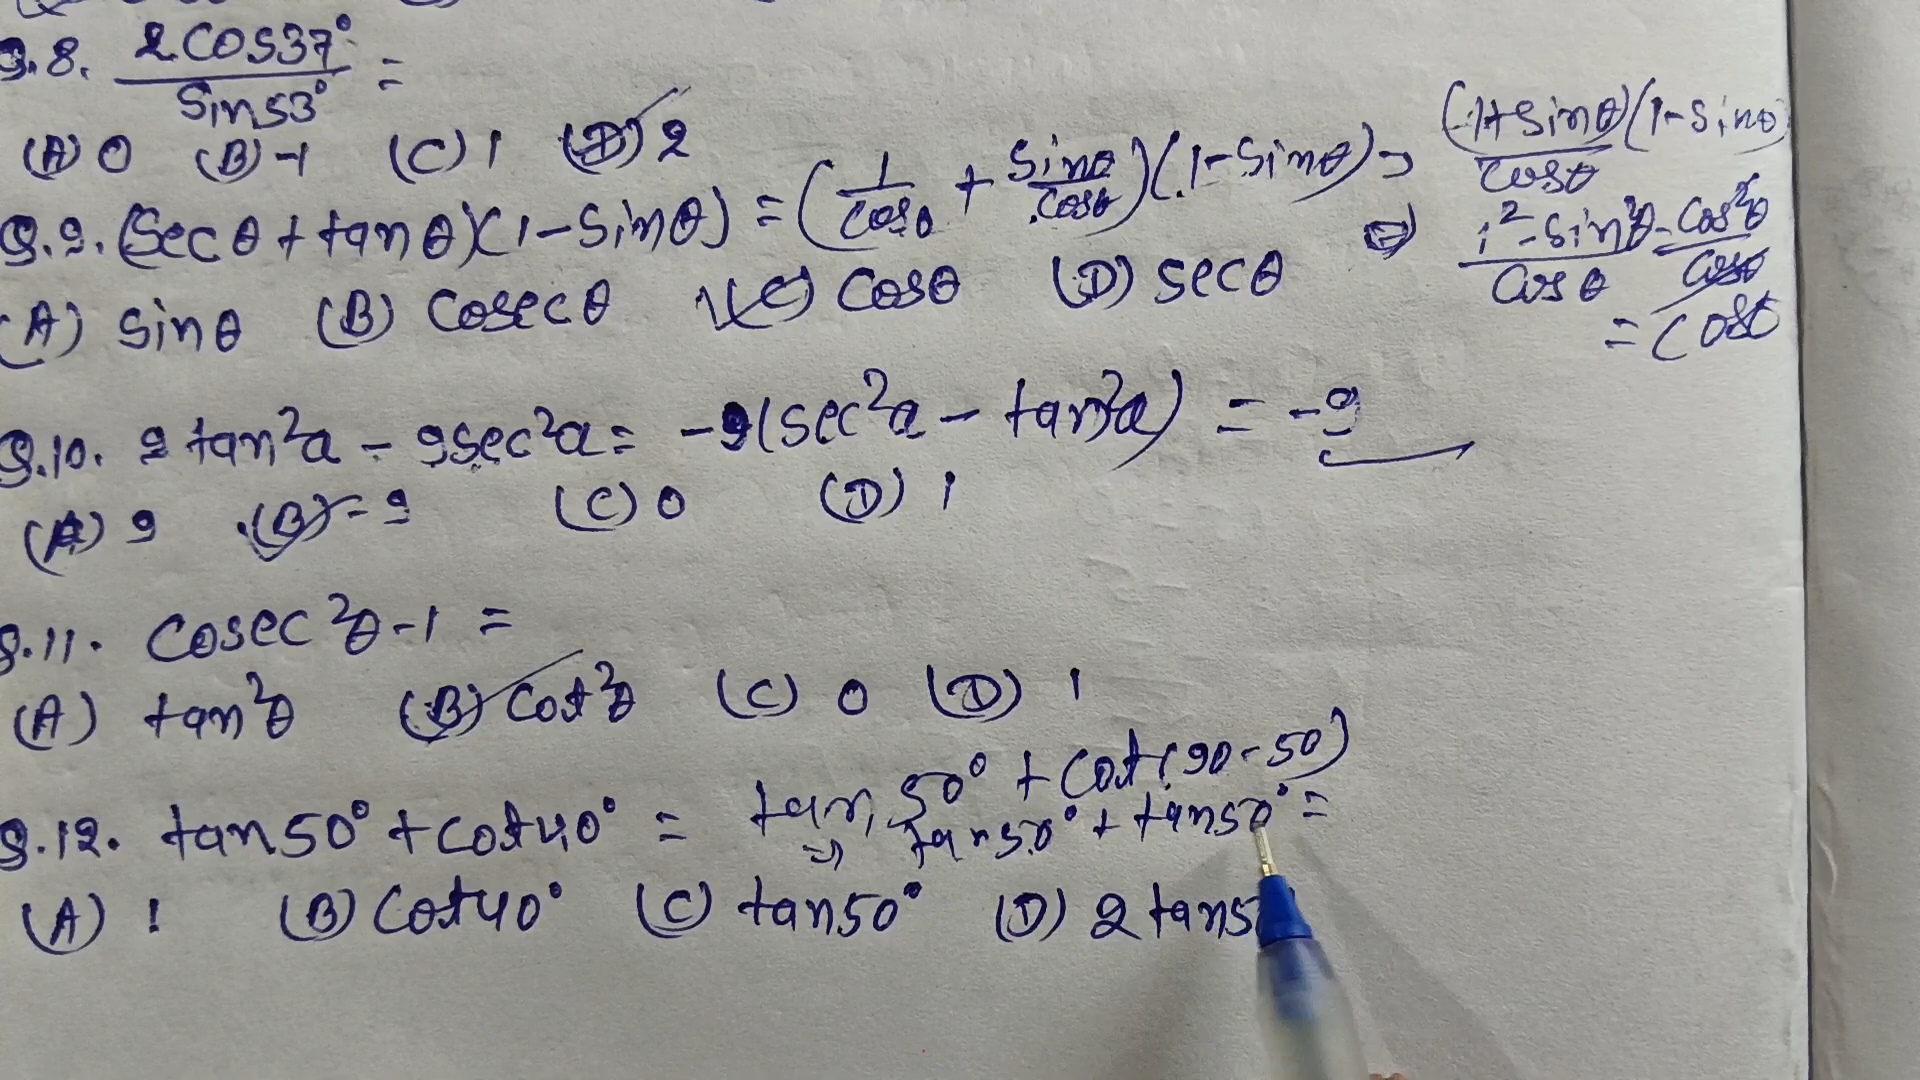 Q.8. 2cos37°/sin53° =
(A) 0 (B) -1 (C) 1 (D) 2
Q.9. (secθ + tanθ)(1-sinθ) = (1/cosθ + sinθ/cosθ)(1-sinθ) ⇒ (1+sinθ)(1-sinθ)/cosθ
⇒ 1²-sin²θ/cosθ = cos²θ/cosθ
= cosθ
(A) sinθ (B) cosecθ (C) cosθ (D) secθ
Q.10. 9tan²a - 9sec²a = -9(sec²a - tan²a) = -9
(A) 9 (B) -9 (C) 0 (D) 1
Q.11. cosec²θ-1 =
(A) tan²θ (B) cot²θ (C) 0 (D) 1
Q.12. tan50° + cot40° = tan50° + cot(90-50)
⇒ tan50° + tan50° =
(A) 1 (B) cot40° (C) tan50° (D) 2